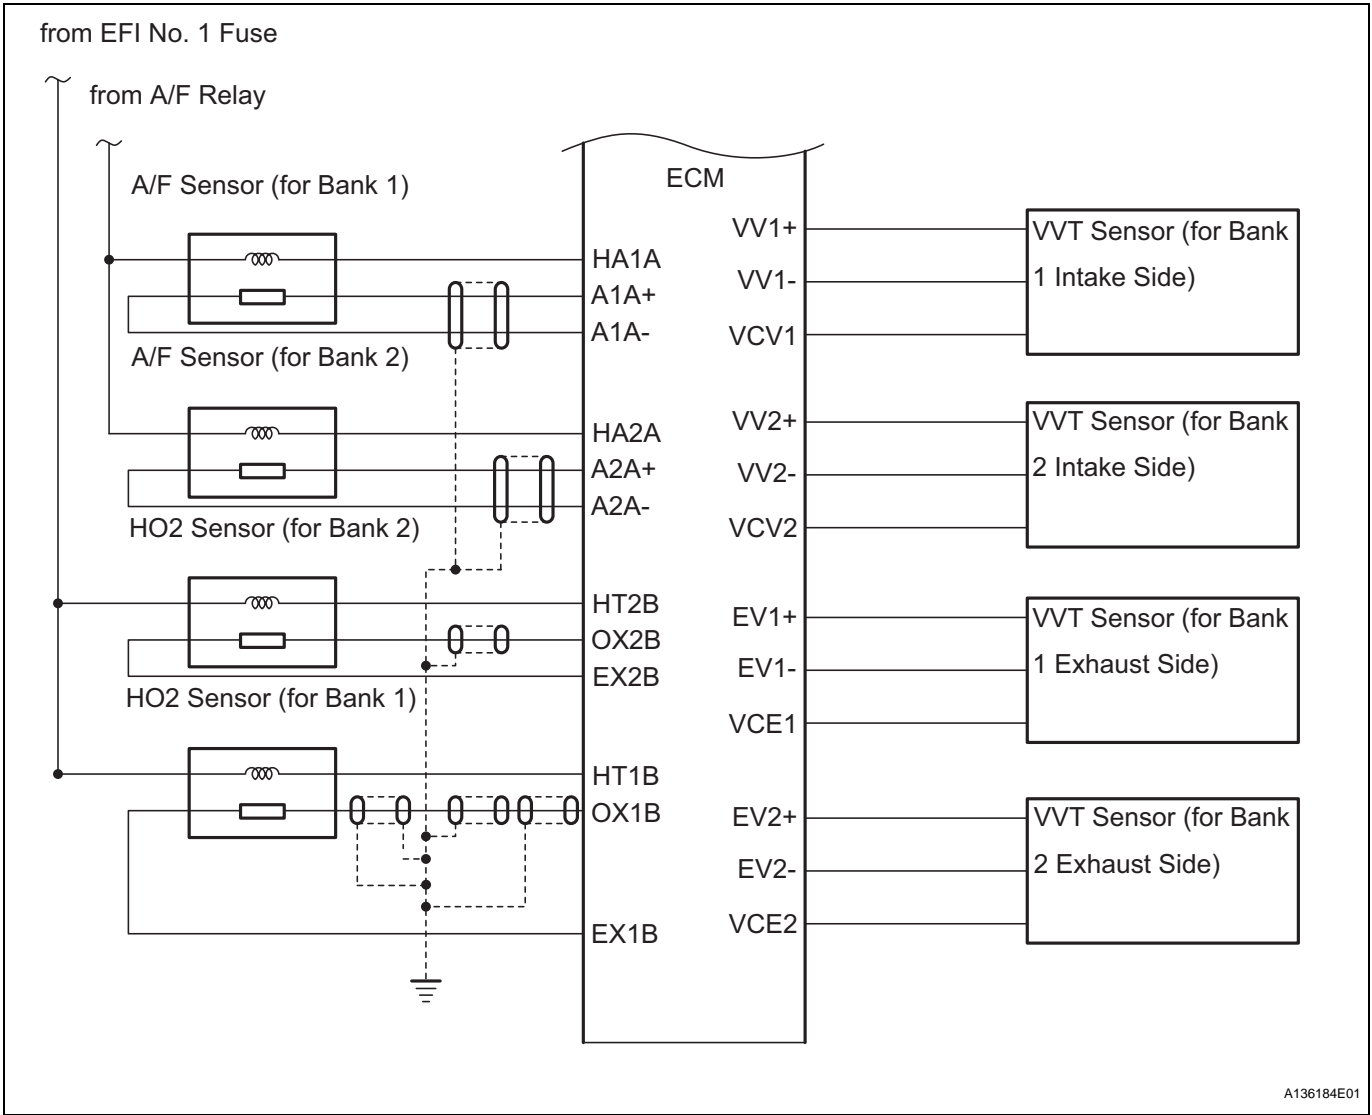 from EFI No. 1 Fuse
from A/F Relay
A/F Sensor (for Bank 1)
A/F Sensor (for Bank 2)
HO2 Sensor (for Bank 2)
HO2 Sensor (for Bank 1)
ECM
HA1A
A1A+
A1A-
HA2A
A2A+
A2A-
HT2B
OX2B
EX2B
HT1B
OX1B
EX1B
VV1+
VV1-
VCV1
VV2+
VV2-
VCV2
EV1+
EV1-
VCE1
EV2+
EV2-
VCE2
VVT Sensor (for Bank
1 Intake Side)
VVT Sensor (for Bank
2 Intake Side)
VVT Sensor (for Bank
1 Exhaust Side)
VVT Sensor (for Bank
2 Exhaust Side)
A136184E01